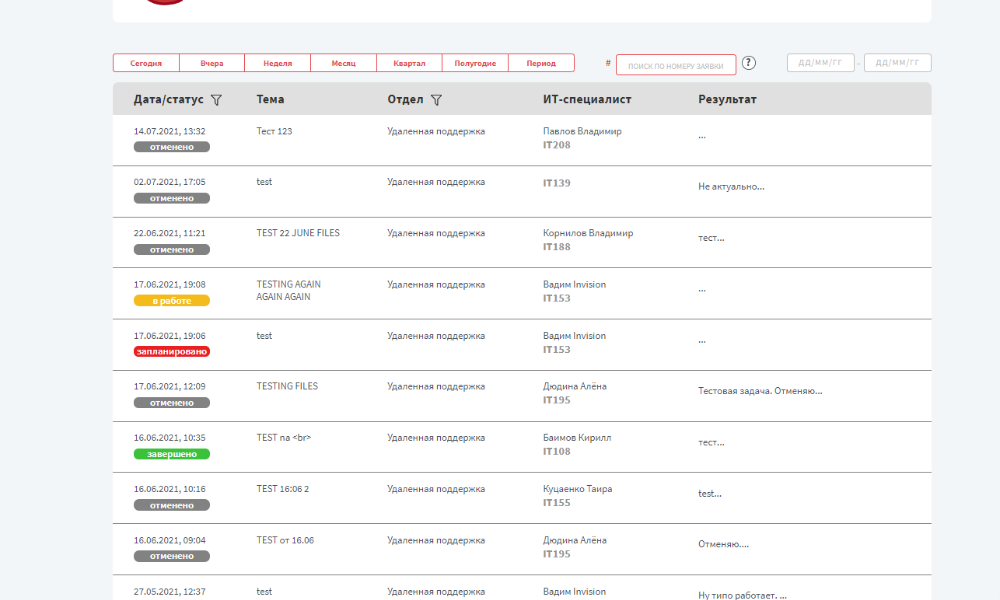 Сегодня Вчера Неделя Месяц Квартал Полугодие Период # ПОИСК ПО НОМЕРУ ЗАЯВКИ ? ДД/ММ/ГГ - ДД/ММ/ГГ
Дата/статус Тема Отдел ИТ-специалист Результат
14.07.2021, 13:32 Тест 123 Удаленная поддержка Павлов Владимир ...
отменено IT208
02.07.2021, 17:05 test Удаленная поддержка IT139 Не актуально...
отменено
22.06.2021, 11:21 TEST 22 JUNE FILES Удаленная поддержка Корнилов Владимир тест...
отменено IT188
17.06.2021, 19:08 TESTING AGAIN Удаленная поддержка Вадим Invision ...
в работе AGAIN AGAIN IT153
17.06.2021, 19:06 test Удаленная поддержка Вадим Invision ...
запланировано IT153
17.06.2021, 12:09 TESTING FILES Удаленная поддержка Дюдина Алёна Тестовая задача. Отменяю...
отменено IT195
16.06.2021, 10:35 TEST na <br> Удаленная поддержка Баимов Кирилл тест...
завершено IT108
16.06.2021, 10:16 TEST 16:06 2 Удаленная поддержка Куцаенко Таира test...
отменено IT155
16.06.2021, 09:04 TEST от 16.06 Удаленная поддержка Дюдина Алёна Отменяю....
отменено IT195
27.05.2021, 12:37 test Удаленная поддержка Вадим Invision Ну типо работает. ...